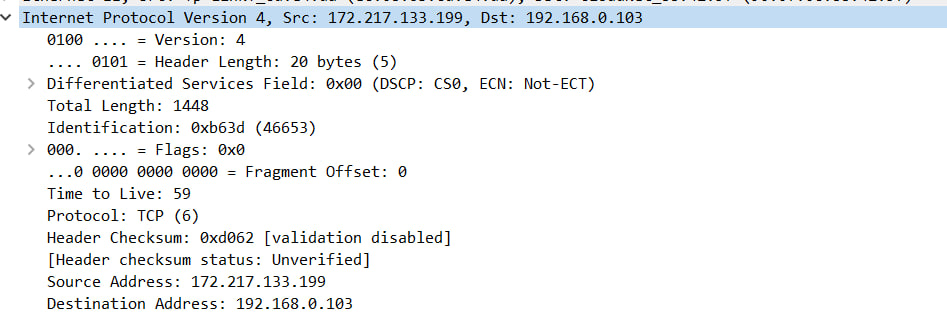 Internet Protocol Version 4, Src: 172.217.133.199, Dst: 192.168.0.103
0100 .... = Version: 4
.... 0101 = Header Length: 20 bytes (5)
Differentiated Services Field: 0x00 (DSCP: CS0, ECN: Not-ECT)
Total Length: 1448
Identification: 0xb63d (46653)
000. .... = Flags: 0x0
...0 0000 0000 0000 = Fragment Offset: 0
Time to Live: 59
Protocol: TCP (6)
Header Checksum: 0xd062 [validation disabled]
[Header checksum status: Unverified]
Source Address: 172.217.133.199
Destination Address: 192.168.0.103